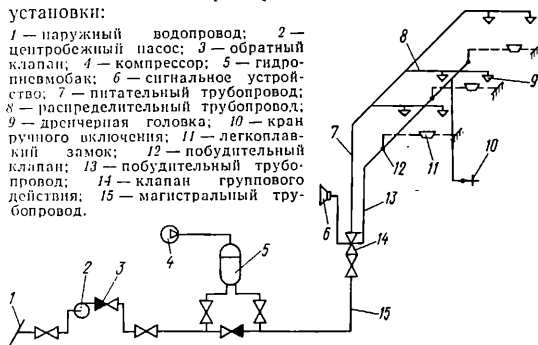 установки:
1 — наружный водопровод; 2 —
центробежный насос; 3 — обратный
клапан; 4 — компрессор; 5 — гидро-
пневмобак; 6 — сигнальное устрой-
ство; 7 — питательный трубопровод;
8 — распределительный трубопровод;
9 — дренчерная головка; 10 — кран
ручного включения; 11 — легкоплав-
кий замок; 12 — побудительный
клапан; 13 — побудительный трубо-
провод; 14 — клапан группового
действия; 15 — магистральный тру-
бопровод.
8
9
7
12
11
10
13
6
14
4
5
1
2
3
15